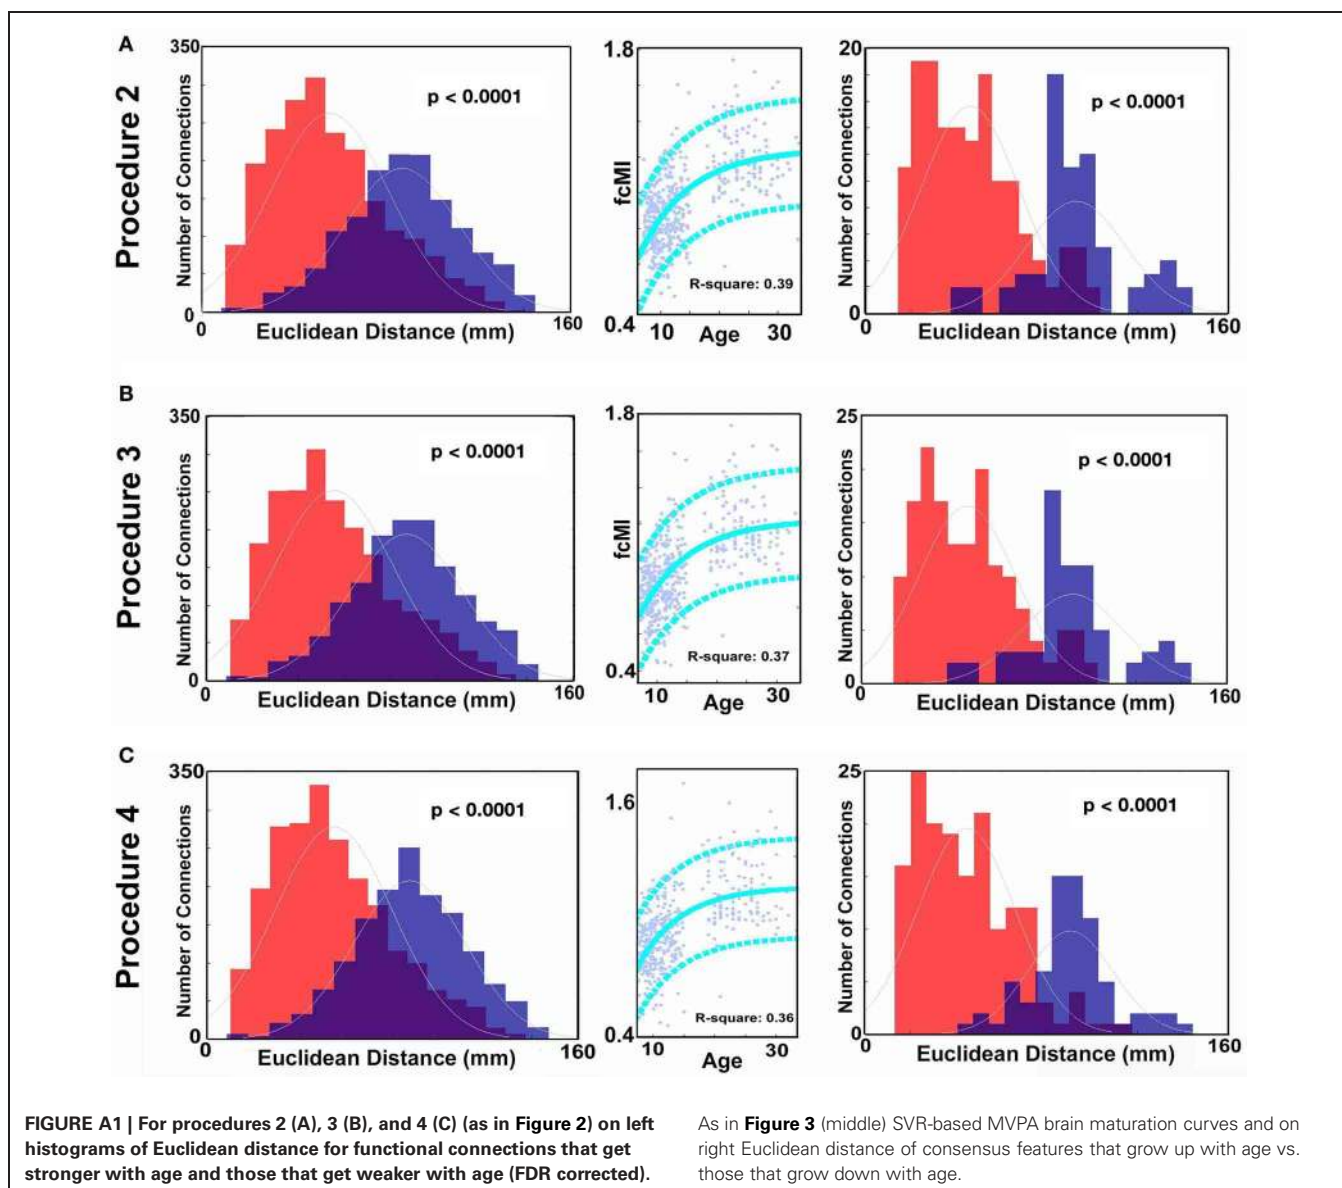 A
Procedure 2
350
Number of Connections
p < 0.0001
0
0
Euclidean Distance (mm)
160
1.8
fcMI
R-square: 0.39
0.4
10
Age
30
20
Number of Connections
p < 0.0001
0
0
Euclidean Distance (mm)
160
B
Procedure 3
350
Number of Connections
p < 0.0001
0
0
Euclidean Distance (mm)
160
1.8
fcMI
R-square: 0.37
0.4
10
Age
30
25
Number of Connections
p < 0.0001
0
0
Euclidean Distance (mm)
160
C
Procedure 4
350
Number of Connections
p < 0.0001
0
0
Euclidean Distance (mm)
160
1.6
R-square: 0.36
0.4
10
Age
30
25
Number of Connections
p < 0.0001
0
0
Euclidean Distance (mm)
160
FIGURE A1 | For procedures 2 (A), 3 (B), and 4 (C) (as in Figure 2) on left
histograms of Euclidean distance for functional connections that get
stronger with age and those that get weaker with age (FDR corrected).
As in Figure 3 (middle) SVR-based MVPA brain maturation curves and on
right Euclidean distance of consensus features that grow up with age vs.
those that grow down with age.